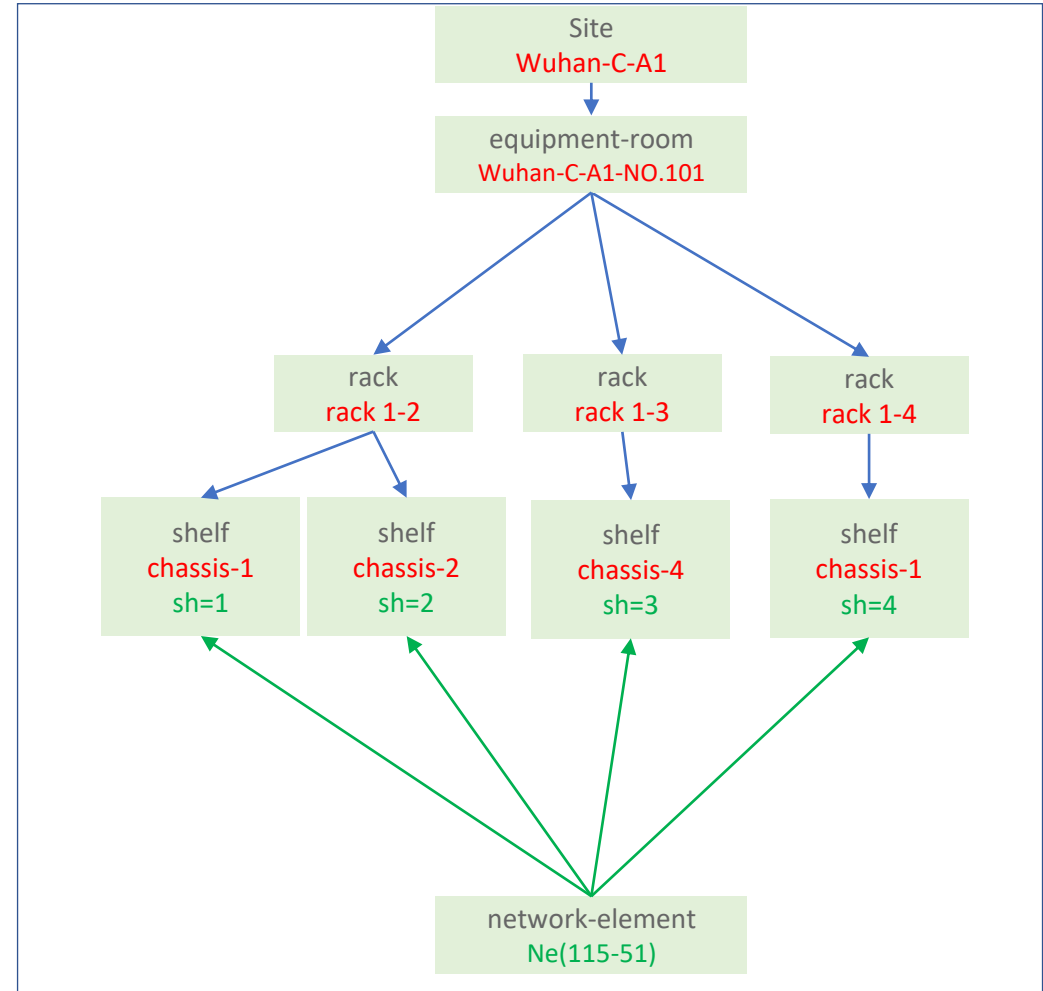 Site
Wuhan-C-A1
equipment-room
Wuhan-C-A1-NO.101
rack
rack 1-2
rack
rack 1-3
rack
rack 1-4
shelf
chassis-1
sh=1
shelf
chassis-2
sh=2
shelf
chassis-4
sh=3
shelf
chassis-1
sh=4
network-element
Ne(115-51)